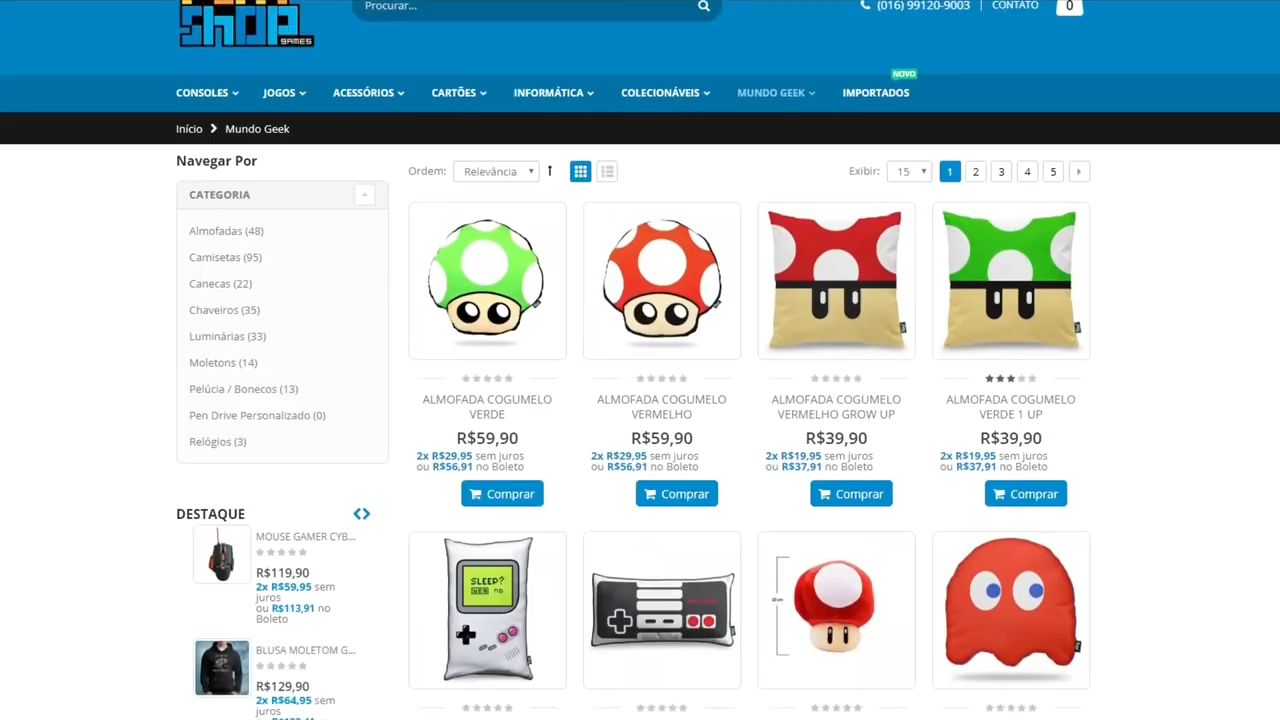 SHOP
GAMES
Procurar...
(016) 99120-9003
CONTATO
0
NOVO
CONSOLES
JOGOS
ACESSÓRIOS
CARTÕES
INFORMÁTICA
COLECIONÁVEIS
MUNDO GEEK
IMPORTADOS
Início
Mundo Geek
Navegar Por
CATEGORIA
Almofadas (48)
Camisetas (95)
Canecas (22)
Chaveiros (35)
Luminárias (33)
Moletons (14)
Pelúcia / Bonecos (13)
Pen Drive Personalizado (0)
Relógios (3)
DESTAQUE
MOUSE GAMER CYB...
R$119,90
2x R$59,95 sem
juros
ou R$113,91 no
Boleto
BLUSA MOLETOM G...
R$129,90
2x R$64,95 sem
juros
Ordem:
Relevância
Exibir:
15
1
2
3
4
5
ALMOFADA COGUMELO
VERDE
R$59,90
2x R$29,95 sem juros
ou R$56,91 no Boleto
Comprar
ALMOFADA COGUMELO
VERMELHO
R$59,90
2x R$29,95 sem juros
ou R$56,91 no Boleto
Comprar
ALMOFADA COGUMELO
VERMELHO GROW UP
R$39,90
2x R$19,95 sem juros
ou R$37,91 no Boleto
Comprar
ALMOFADA COGUMELO
VERDE 1 UP
R$39,90
2x R$19,95 sem juros
ou R$37,91 no Boleto
Comprar
SLEEP?
YES no